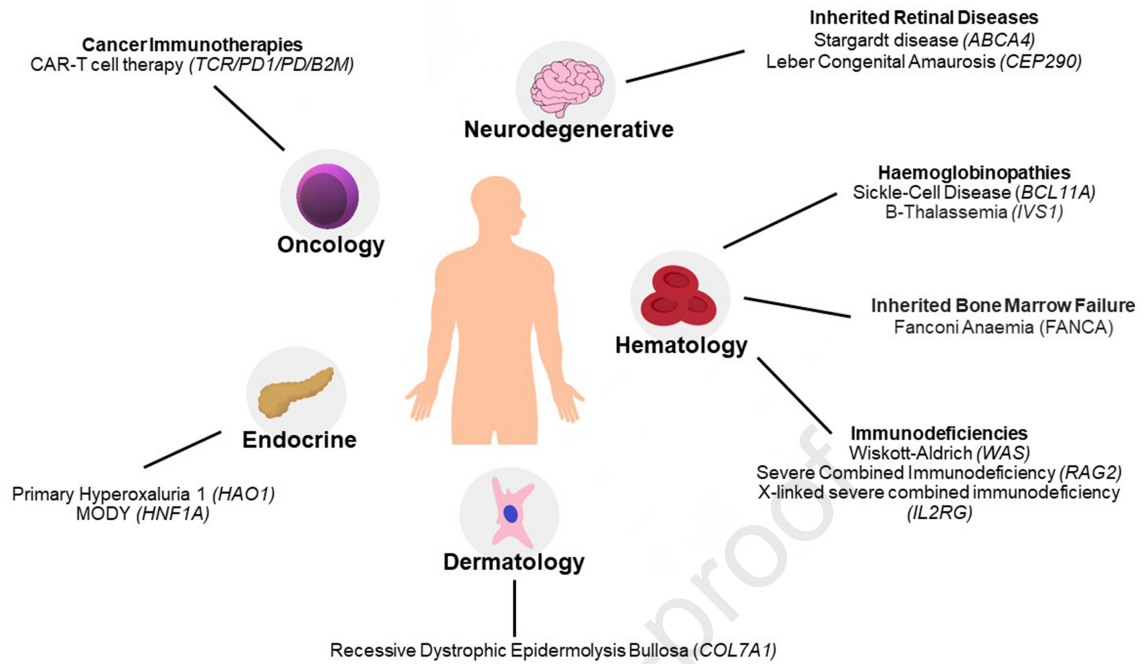 Cancer Immunotherapies
CAR-T cell therapy (TCR/PD1/PD/B2M)
Oncology
Inherited Retinal Diseases
Stargardt disease (ABCA4)
Leber Congenital Amaurosis (CEP290)
Neurodegenerative
Haemoglobinopathies
Sickle-Cell Disease (BCL11A)
B-Thalassemia (IVS1)
Hematology
Inherited Bone Marrow Failure
Fanconi Anaemia (FANCA)
Immunodeficiencies
Wiskott-Aldrich (WAS)
Severe Combined Immunodeficiency (RAG2)
X-linked severe combined immunodeficiency
(IL2RG)
Endocrine
Primary Hyperoxaluria 1 (HAO1)
MODY (HNF1A)
Dermatology
Recessive Dystrophic Epidermolysis Bullosa (COL7A1)
proof